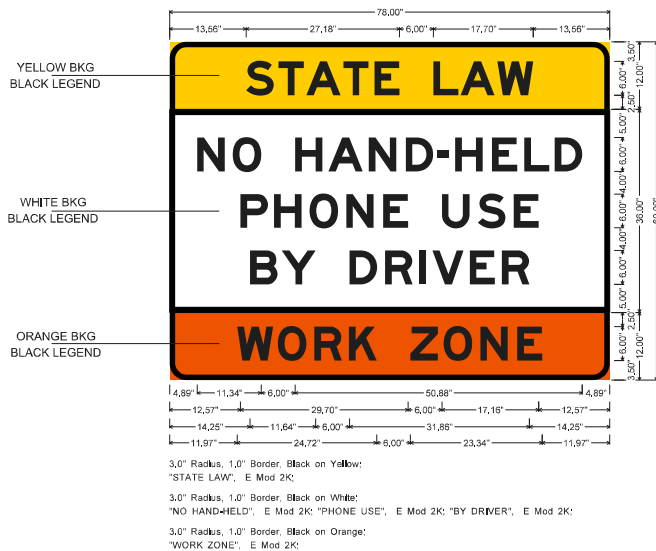 78.00"
13.56" 27.18" 6.00" 17.70" 13.56"
YELLOW BKG
BLACK LEGEND
STATE LAW
3.50"
6.00"
2.50"
12.00"
NO HAND-HELD
PHONE USE
BY DRIVER
WHITE BKG
BLACK LEGEND
5.00"
6.00"
4.00"
6.00"
4.00"
6.00"
5.00"
36.00"
ORANGE BKG
BLACK LEGEND
WORK ZONE
2.50"
6.00"
3.50"
12.00"
4.89" 11.34" 6.00" 50.88" 4.89"
12.57" 29.70" 6.00" 17.16" 12.57"
14.25" 11.64" 6.00" 31.86" 14.25"
11.97" 24.72" 6.00" 23.34" 11.97"
3.0" Radius, 1.0" Border, Black on Yellow;
"STATE LAW", E Mod 2K;
3.0" Radius, 1.0" Border, Black on White;
"NO HAND-HELD", E Mod 2K; "PHONE USE", E Mod 2K; "BY DRIVER", E Mod 2K;
3.0" Radius, 1.0" Border, Black on Orange;
"WORK ZONE", E Mod 2K;